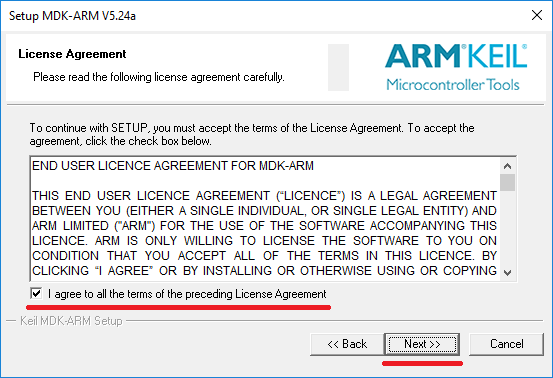 Setup MDK-ARM V5.24a
License Agreement
Please read the following license agreement carefully.
ARM®KEIL®
Microcontroller Tools
To continue with SETUP, you must accept the terms of the License Agreement. To accept the
agreement, click the check box below.
END USER LICENCE AGREEMENT FOR MDK-ARM
THIS END USER LICENCE AGREEMENT (“LICENCE”) IS A LEGAL AGREEMENT
BETWEEN YOU (EITHER A SINGLE INDIVIDUAL, OR SINGLE LEGAL ENTITY) AND
ARM LIMITED ("ARM") FOR THE USE OF THE SOFTWARE ACCOMPANYING THIS
LICENCE. ARM IS ONLY WILLING TO LICENSE THE SOFTWARE TO YOU ON
CONDITION THAT YOU ACCEPT ALL OF THE TERMS IN THIS LICENCE. BY
CLICKING “I AGREE” OR BY INSTALLING OR OTHERWISE USING OR COPYING
I agree to all the terms of the preceding License Agreement
Keil MDK-ARM Setup
<< Back
Next >>
Cancel